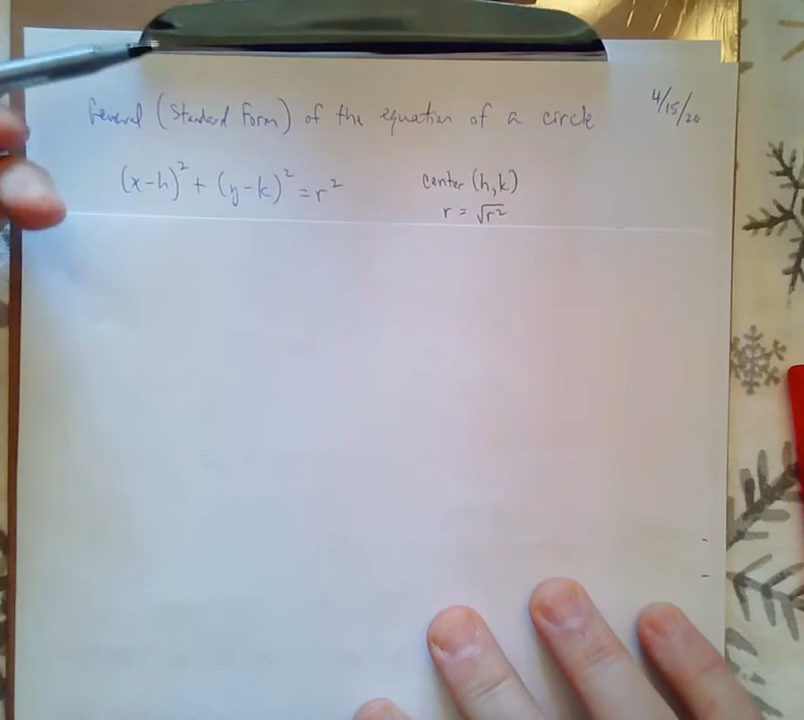 General (Standard Form) of the equation of a circle 4/15/20
(x-h)² + (y-k)² = r² center (h,k)
r = √r²